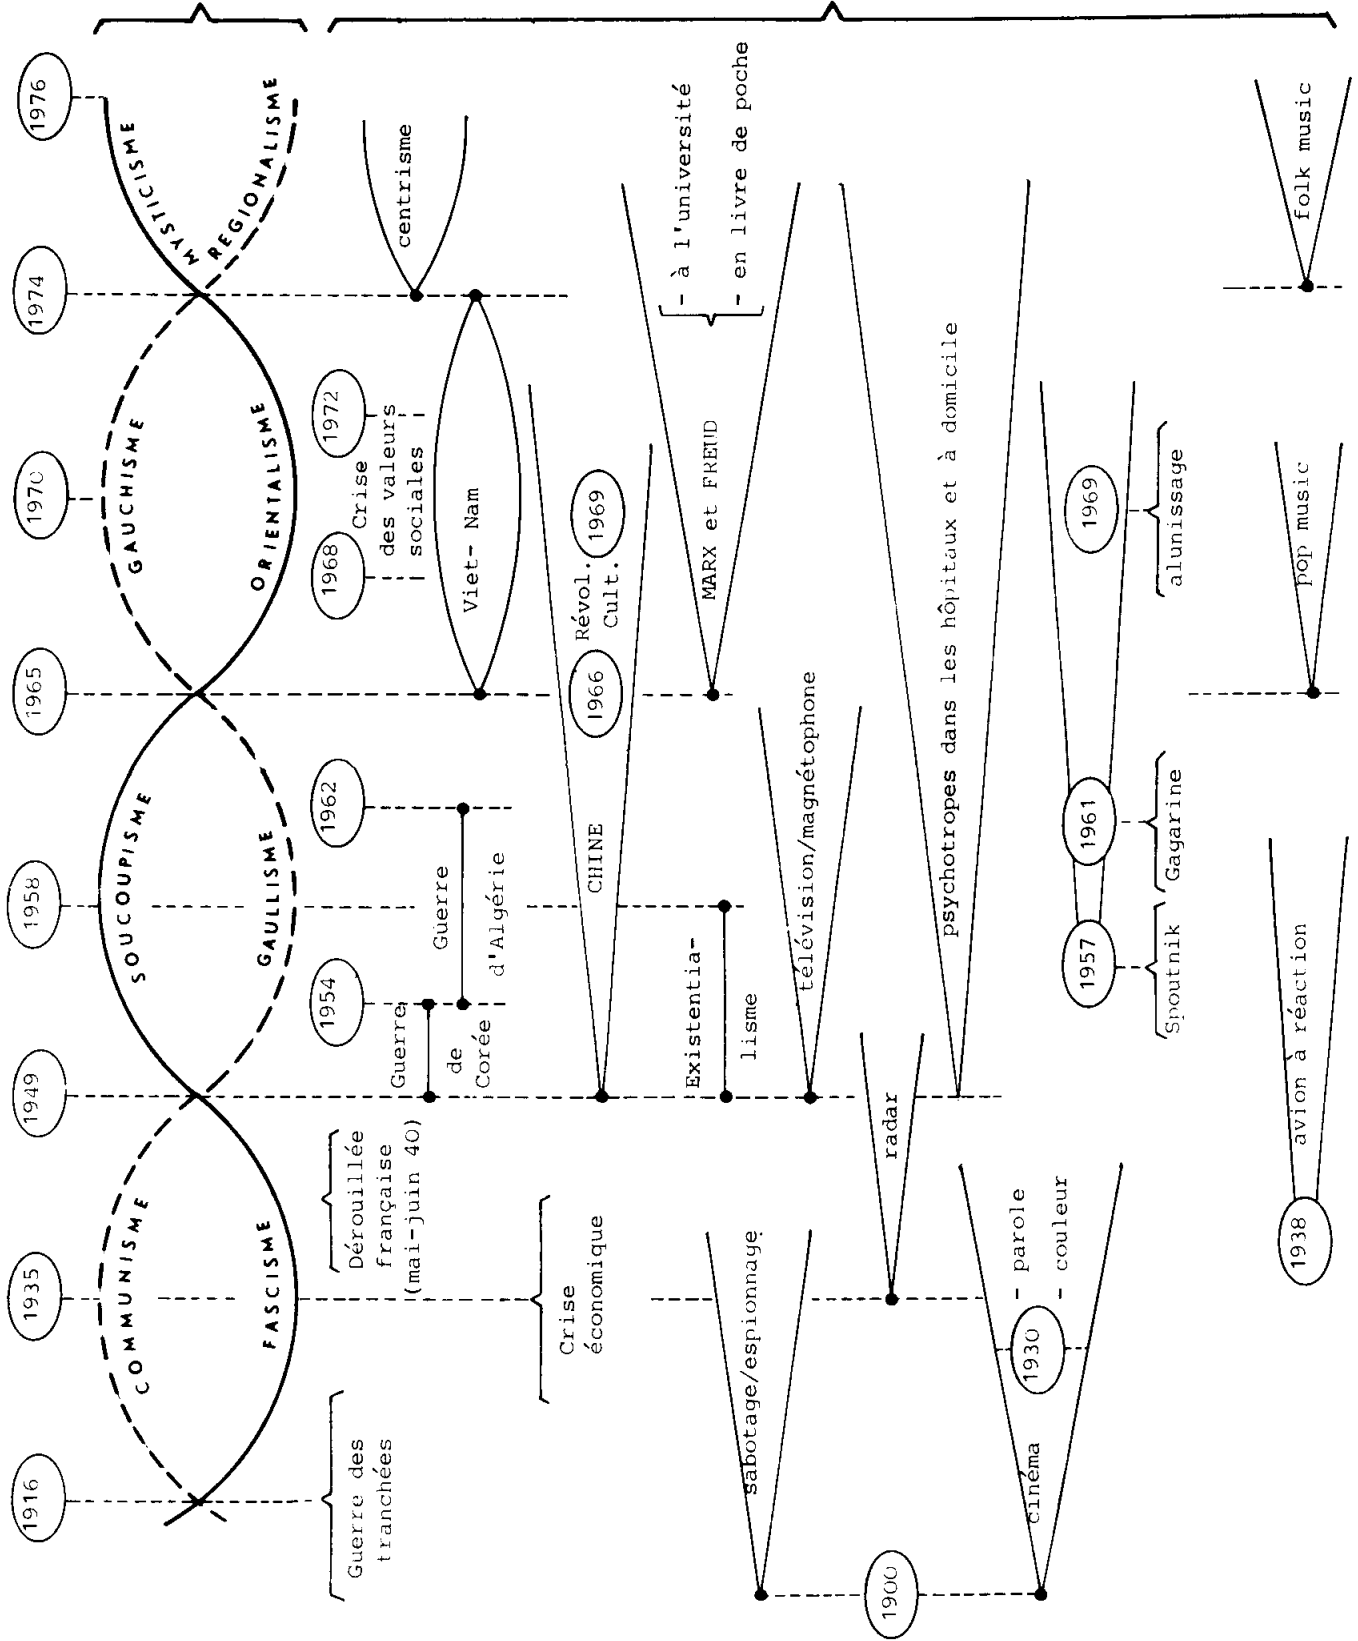 1916
1935
1949
1958
1965
1970
1974
1976
COMMUNISME
SOUCOUPISME
GAUCHISME
MYSTICISME
FASCISME
GAULLISME
ORIENTALISME
REGIONALISME
Guerre des
tranchées
Dérouillée
française
(mai-juin 40)
1954
1962
1968
1972
Guerre
de
Corée
Guerre
d'Algérie
Crise
des valeurs
sociales
centrisme
Viet- Nam
Crise
économique
CHINE
1966
Révol.
Cult.
1969
Existentia-
lisme
MARX et FREUD
- à l'université
- en livre de poche
sabotage/espionnage
télévision/magnétophone
1900
radar
psychotropes dans les hôpitaux et à domicile
cinéma
1930
- parole
- couleur
1957
1961
1969
Spoutnik
Gagarine
alunissage
1938
avion à réaction
pop music
folk music